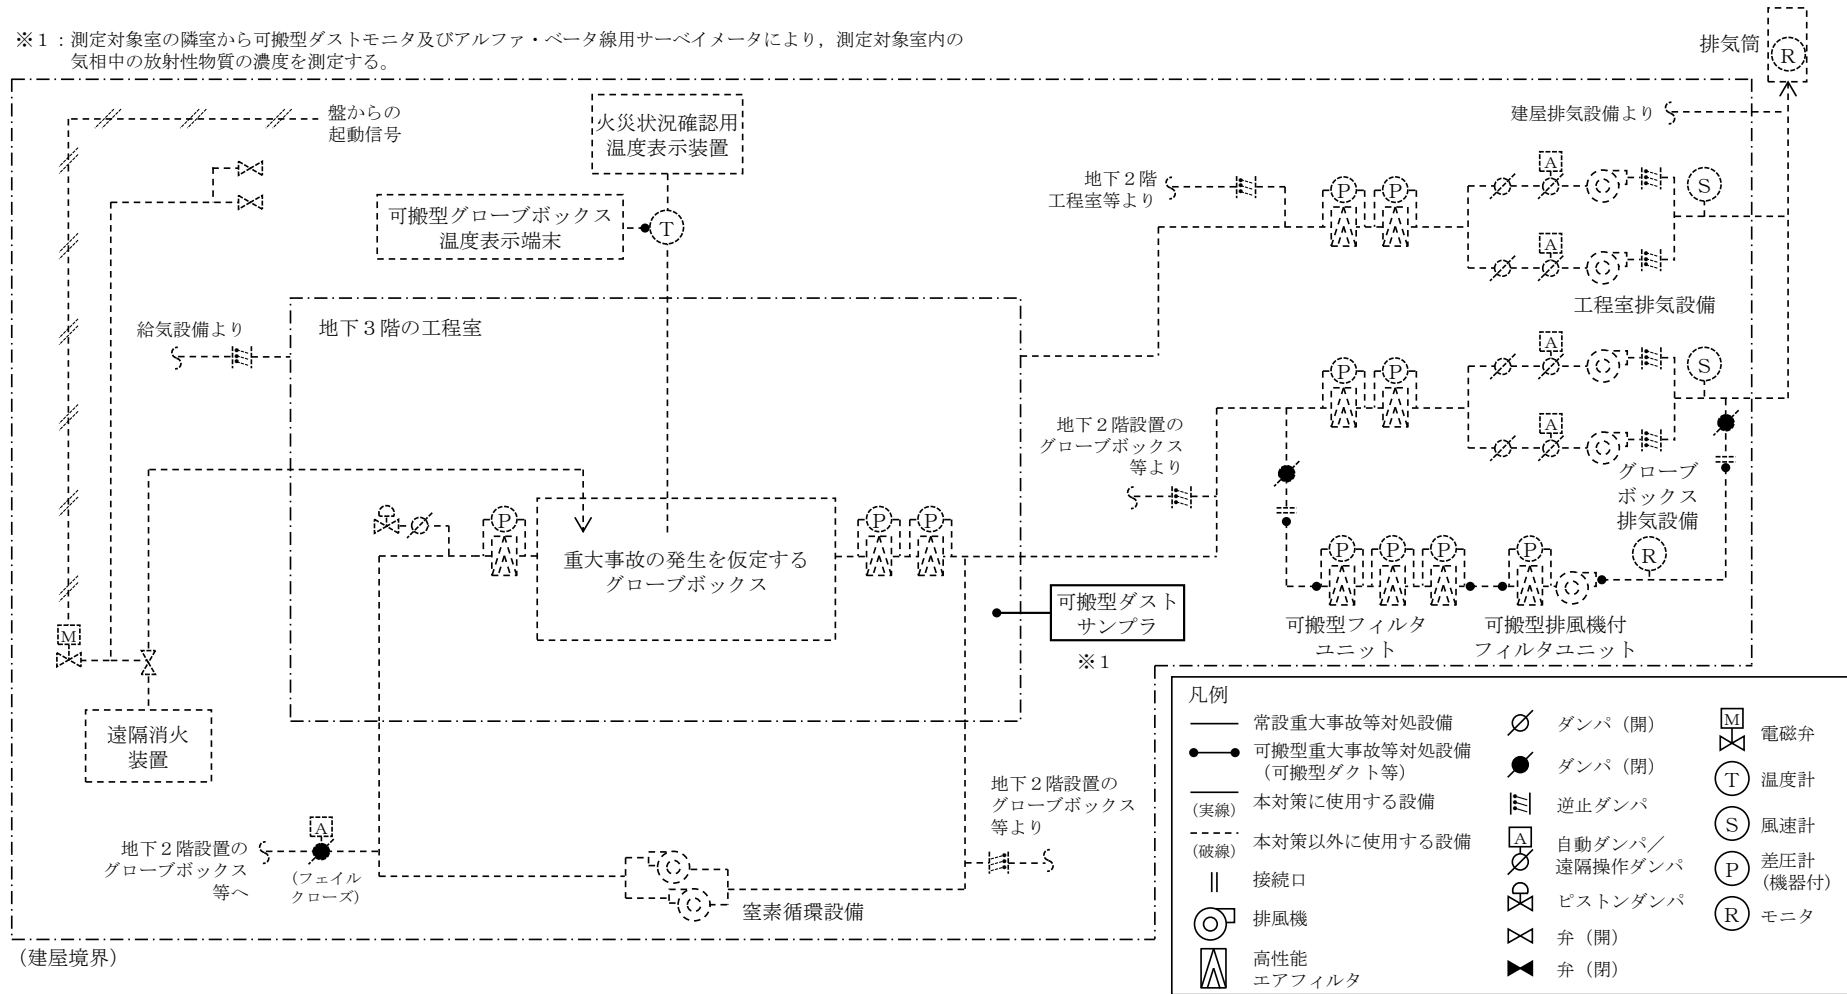 ※１：測定対象室の隣室から可搬型ダストモニタ及びアルファ・ベータ線用サーベイメータにより，測定対象室内の
気相中の放射性物質の濃度を測定する。
排気筒
R
盤からの
起動信号
火災状況確認用
温度表示装置
可搬型グローブボックス
温度表示端末
T
建屋排気設備より
地下２階
工程室等より
P
P
A
S
A
工程室排気設備
給気設備より
地下３階の工程室
P
P
A
S
A
地下２階設置の
グローブボックス
等より
グローブ
ボックス
排気設備
P
重大事故の発生を仮定する
グローブボックス
P
P
P
P
P
P
R
可搬型フィルタ
ユニット
可搬型排風機付
フィルタユニット
可搬型ダスト
サンプラ
※１
M
遠隔消火
装置
地下２階設置の
グローブボックス
等へ
A
(フェイル
クローズ)
窒素循環設備
地下２階設置の
グローブボックス
等より
(建屋境界)
凡例
常設重大事故等対処設備
可搬型重大事故等対処設備
（可搬型ダクト等）
(実線)
本対策に使用する設備
(破線)
本対策以外に使用する設備
接続口
排風機
高性能
エアフィルタ
ダンパ（開）
ダンパ（閉）
逆止ダンパ
A
自動ダンパ／
遠隔操作ダンパ
ピストンダンパ
弁（開）
弁（閉）
M
電磁弁
T
温度計
S
風速計
P
差圧計
(機器付)
R
モニタ